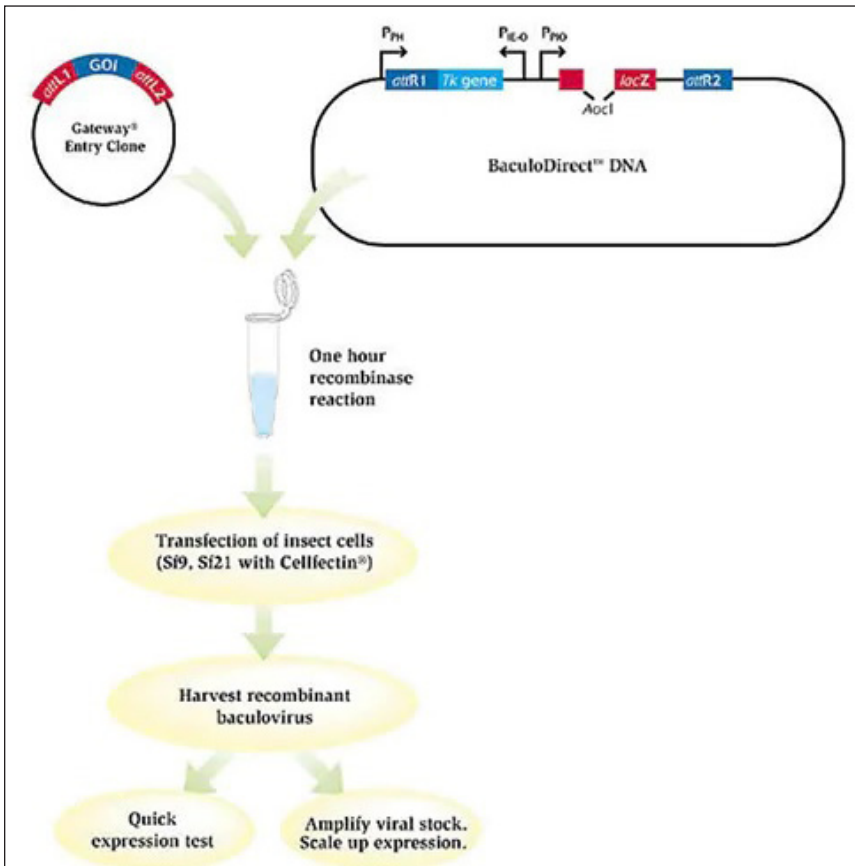 attL1 GOI attL2
Gateway®
Entry Clone
PPH
PIE-O
PPIO
attR1 Tk gene
lacZ
attR2
AocI
BaculoDirect™ DNA
One hour
recombinase
reaction
Transfection of insect cells
(Sf9, Sf21 with Cellfectin®)
Harvest recombinant
baculovirus
Quick
expression test
Amplify viral stock.
Scale up expression.